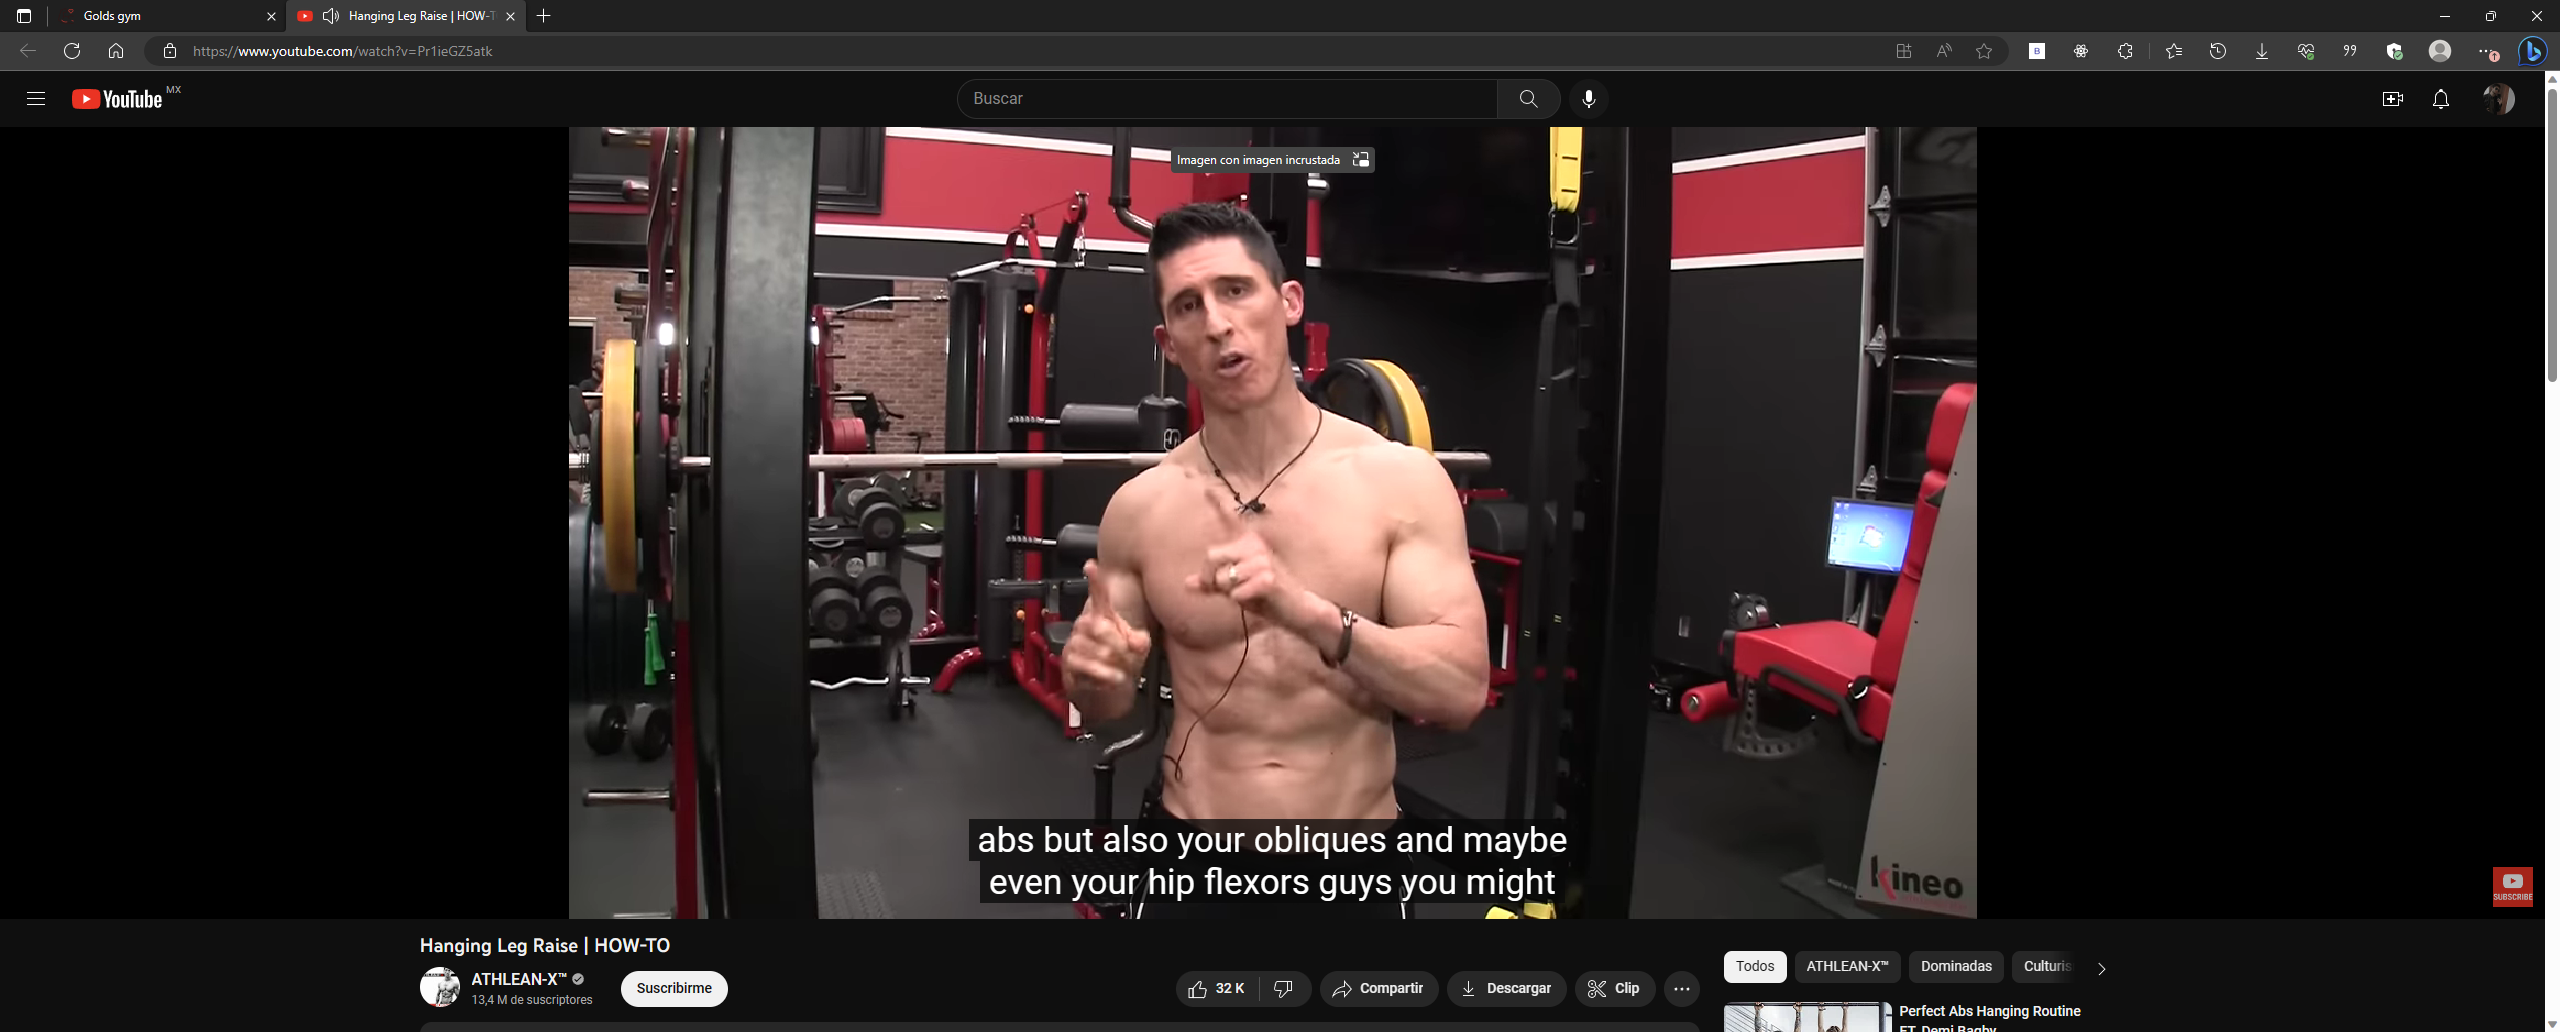 Golds gym
Hanging Leg Raise | HOW-T
https://www.youtube.com/watch?v=Pr1ieGZ5atk
YouTube MX
Buscar
Imagen con imagen incrustada
kineo
abs but also your obliques and maybe
even your hip flexors guys you might
SUBSCRIBE
Hanging Leg Raise | HOW-TO
ATHLEAN-X™
13,4 M de suscriptores
Suscribirme
32 K
Compartir
Descargar
Clip
Todos
ATHLEAN-X™
Dominadas
Culturis
Perfect Abs Hanging Routine
FT. Demi Bagby